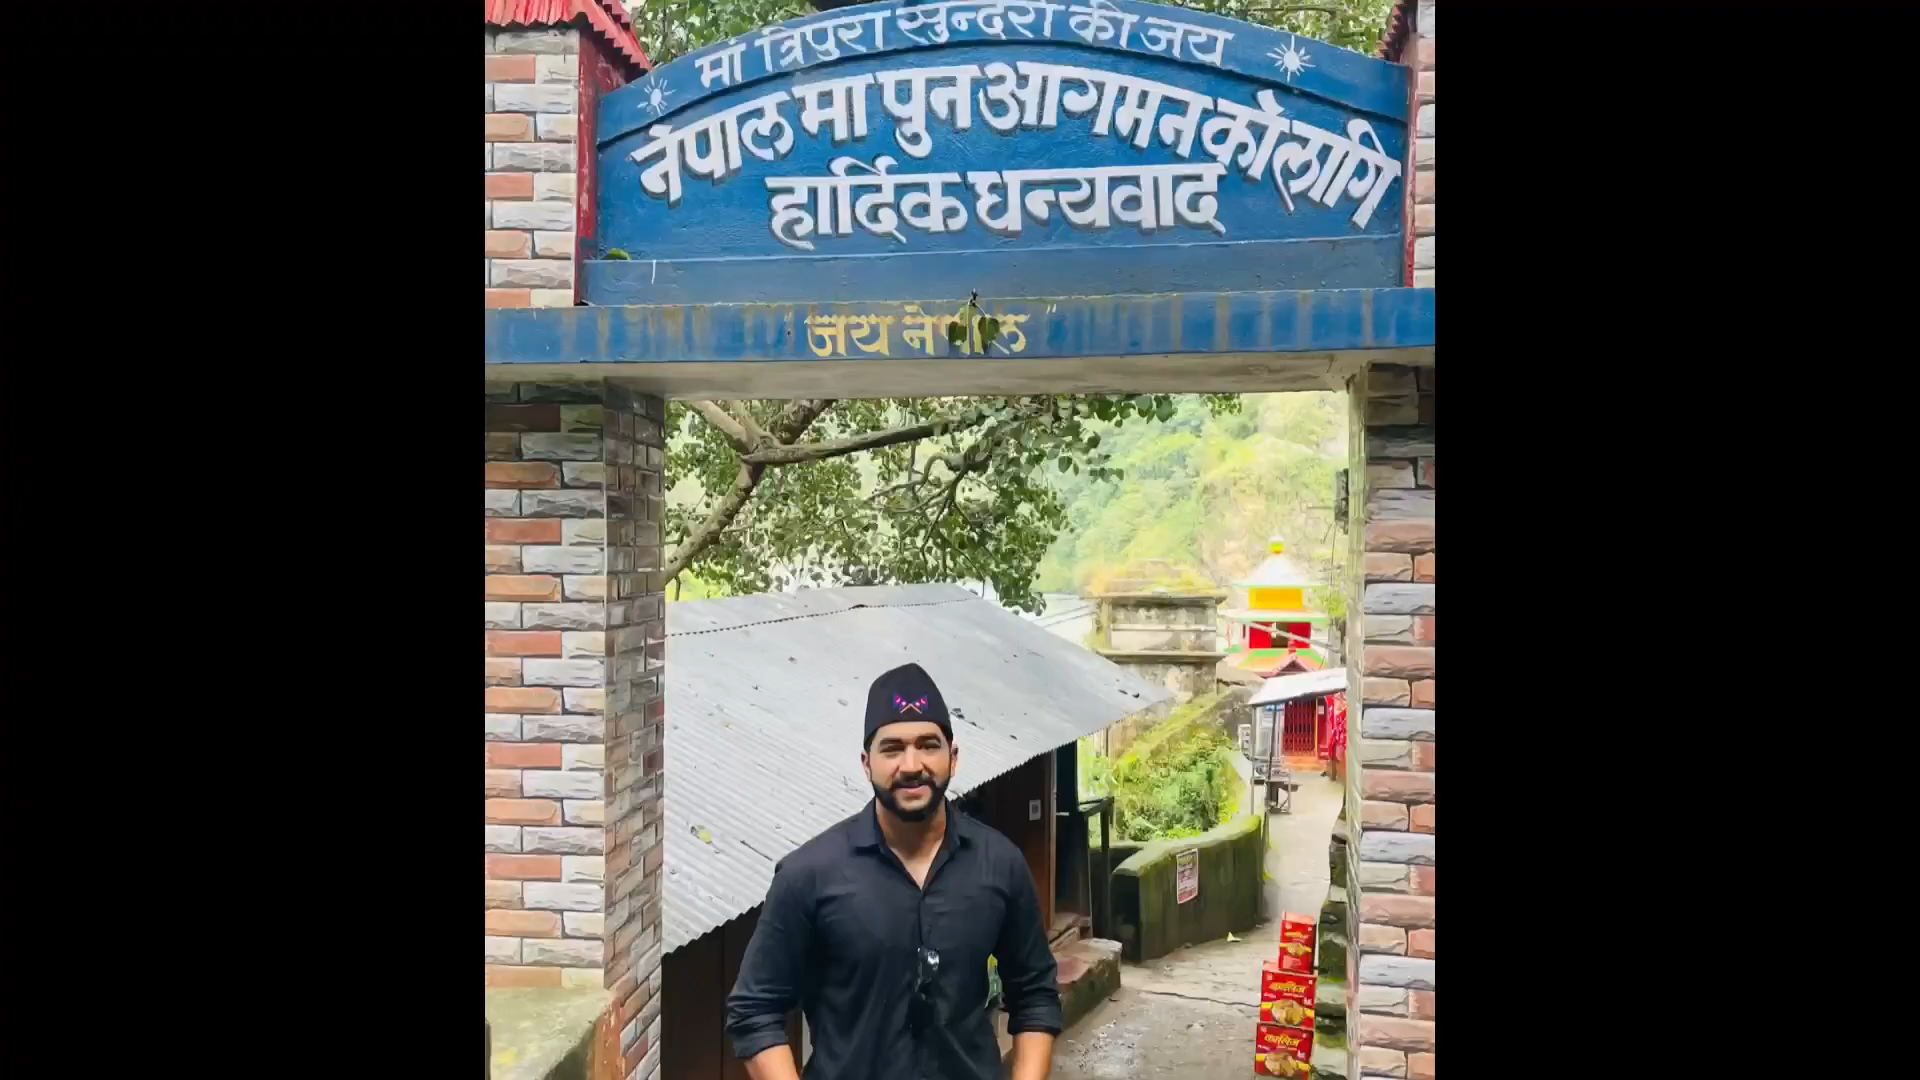 मां त्रिपुरा सुन्दरी की जय
नेपाल मा पुन आगमन को लागि
हार्दिक धन्यवाद
"जय नेपाल"
कालिज
कालिज